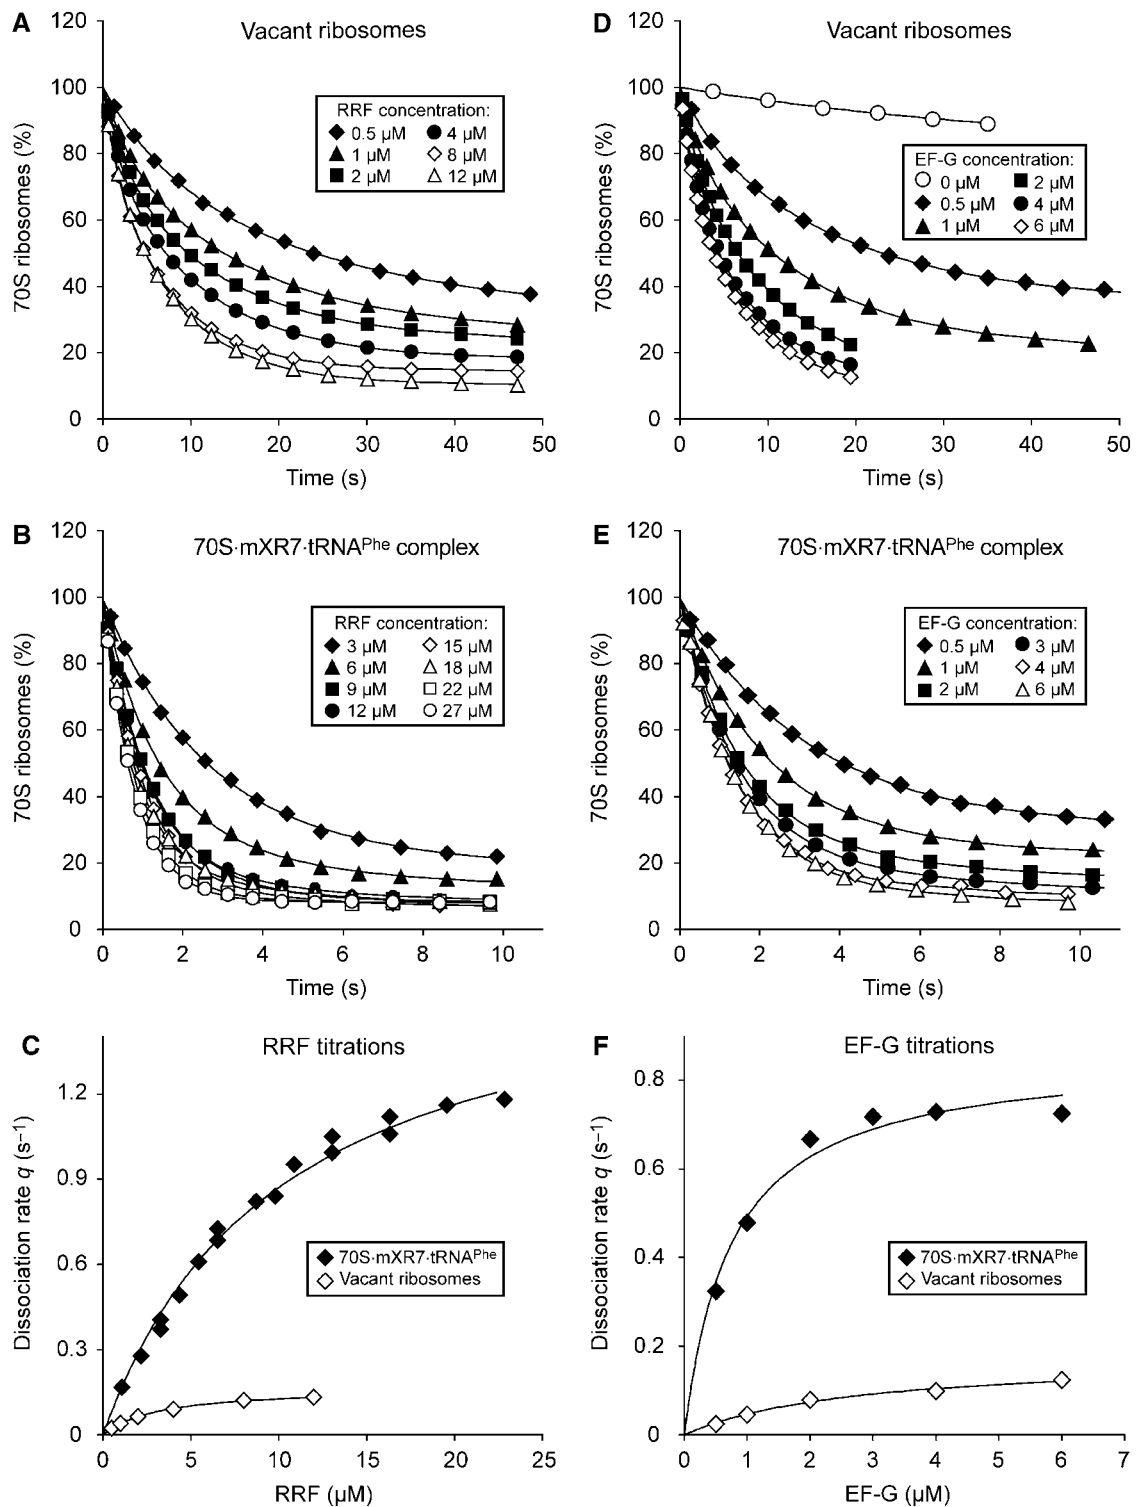 A
Vacant ribosomes
120
100
80
60
40
20
0
70S ribosomes (%)
RRF concentration:
0.5 µM
4 µM
1 µM
8 µM
2 µM
12 µM
0
10
20
30
40
50
Time (s)
D
Vacant ribosomes
120
100
80
60
40
20
0
70S ribosomes (%)
EF-G concentration:
0 µM
2 µM
0.5 µM
4 µM
1 µM
6 µM
0
10
20
30
40
50
Time (s)
B
70S·mXR7·tRNAPhe complex
120
100
80
60
40
20
0
70S ribosomes (%)
RRF concentration:
3 µM
15 µM
6 µM
18 µM
9 µM
22 µM
12 µM
27 µM
0
2
4
6
8
10
Time (s)
E
70S·mXR7·tRNAPhe complex
120
100
80
60
40
20
0
70S ribosomes (%)
EF-G concentration:
0.5 µM
3 µM
1 µM
4 µM
2 µM
6 µM
0
2
4
6
8
10
Time (s)
C
RRF titrations
1.2
0.9
0.6
0.3
0
Dissociation rate q (s–1)
70S·mXR7·tRNAPhe
Vacant ribosomes
0
5
10
15
20
25
RRF (µM)
F
EF-G titrations
0.8
0.6
0.4
0.2
0
Dissociation rate q (s–1)
70S·mXR7·tRNAPhe
Vacant ribosomes
0
1
2
3
4
5
6
7
EF-G (µM)